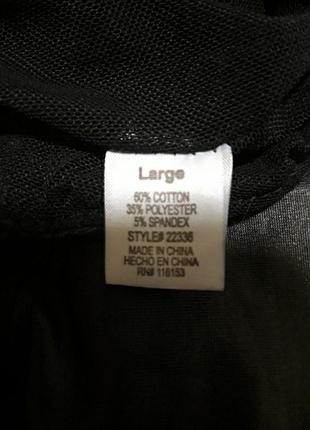 Large
60% COTTON
35% POLYESTER
5% SPANDEX
STYLE# 22336
MADE IN CHINA
HECHO EN CHINA
RN# 116153